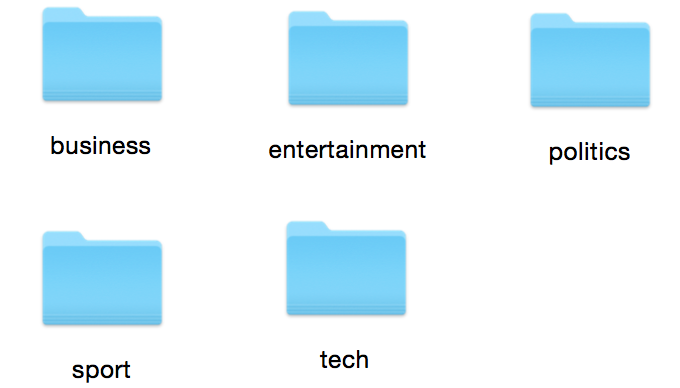 business
entertainment
politics
sport
tech